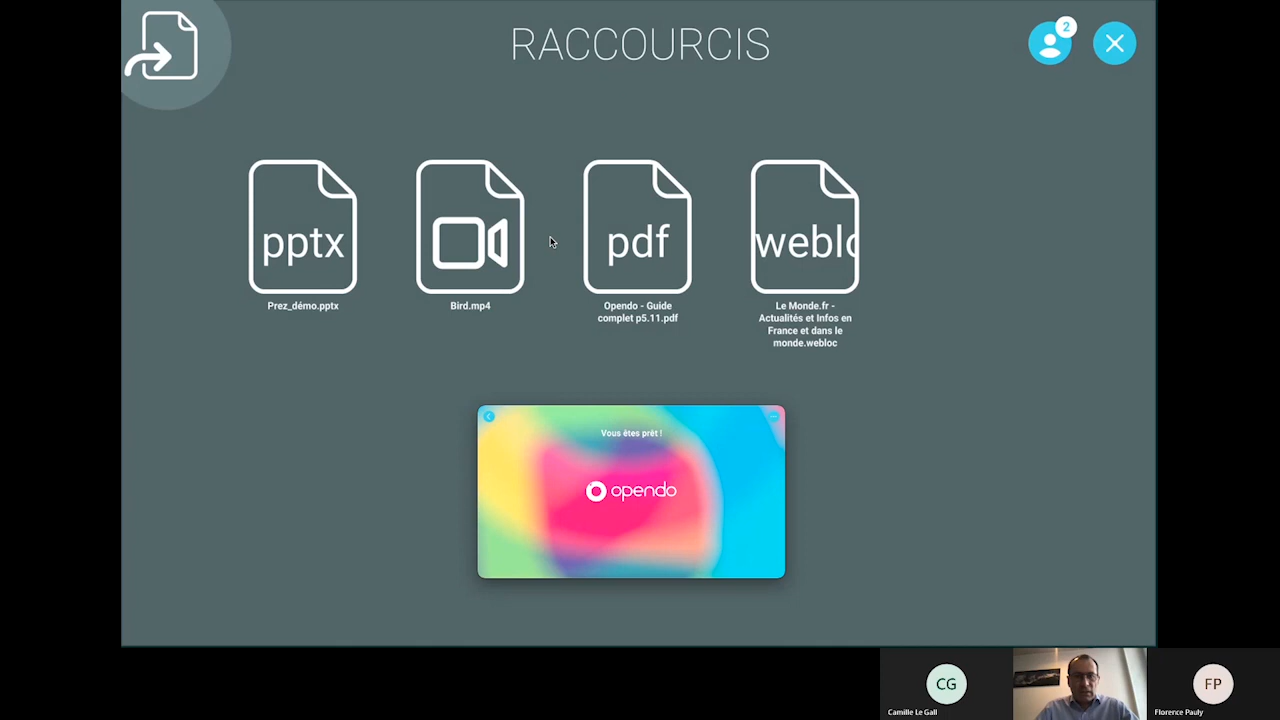 RACCOURCIS
2
pptx
pdf
Prez_démo.pptx
Bird.mp4
Opendo - Guide
complet p5.11.pdf
Le Monde.fr -
Actualités et Infos en
France et dans le
monde.webloc
Vous êtes prêt !
opendo
CG
FP
Camille Le Gall
Florence Pauly